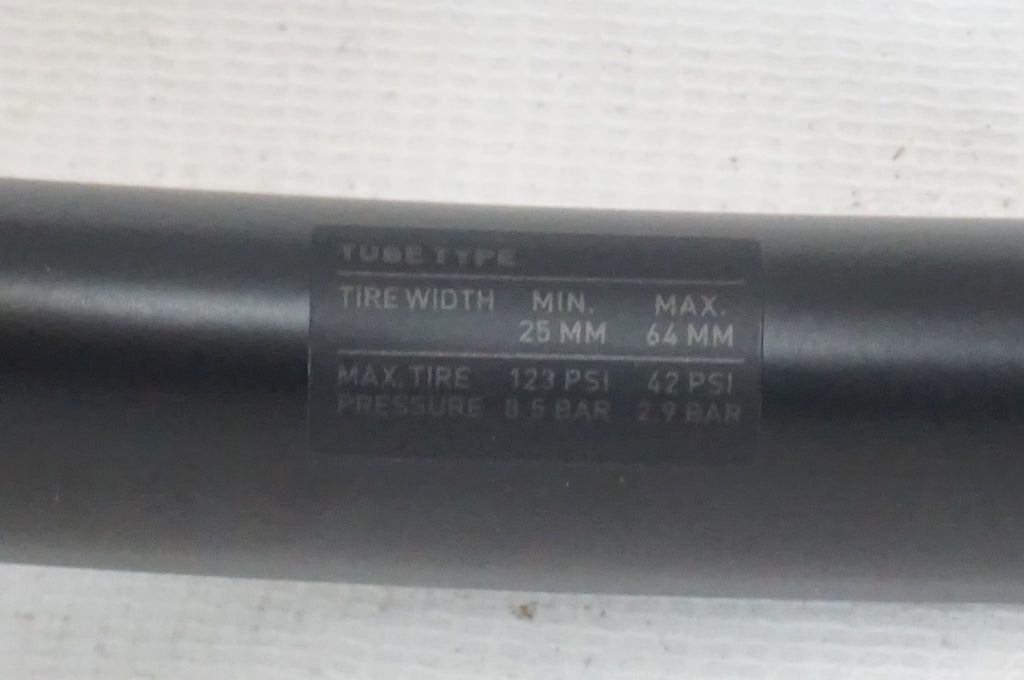 TUBE TYPE
TIRE WIDTH MIN. MAX.
25 MM 64 MM
MAX. TIRE 123 PSI 42 PSI
PRESSURE 8.5 BAR 2.9 BAR